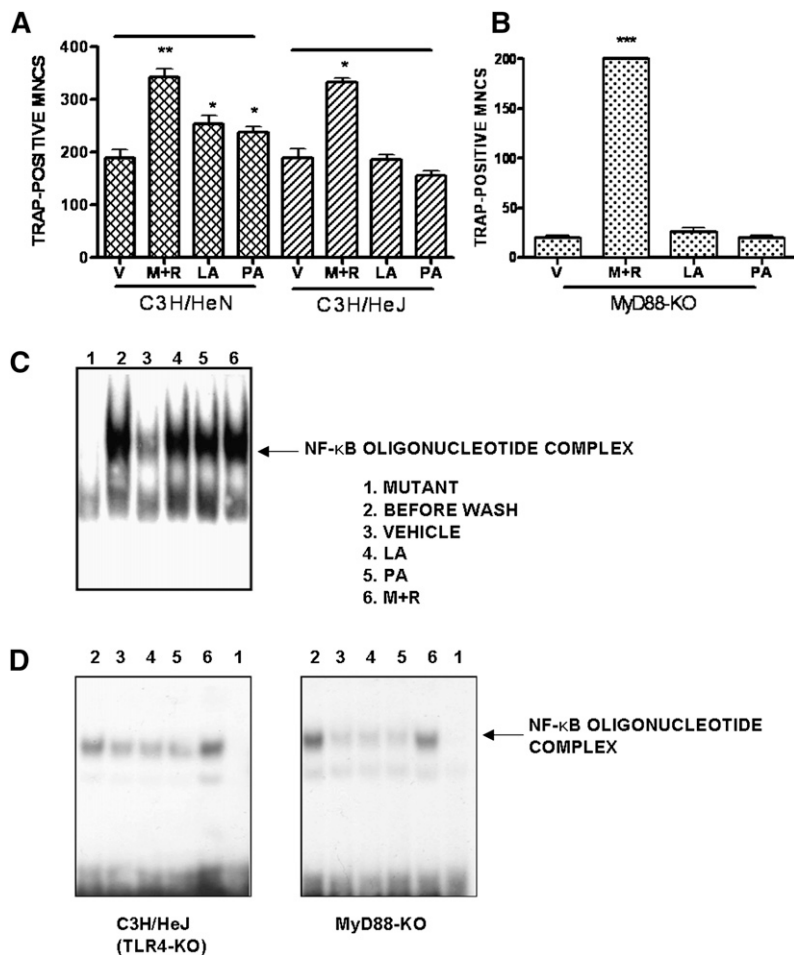 A
TRAP-POSITIVE MNCS
400
300
200
100
0
** * * *
V M+R LA PA V M+R LA PA
C3H/HeN C3H/HeJ
B
TRAP-POSITIVE MNCS
200
150
100
50
0
***
V M+R LA PA
MyD88-KO
C
1 2 3 4 5 6
NF-κB OLIGONUCLEOTIDE COMPLEX
1. MUTANT
2. BEFORE WASH
3. VEHICLE
4. LA
5. PA
6. M+R
D
2 3 4 5 6 1
2 3 4 5 6 1
NF-κB OLIGONUCLEOTIDE
COMPLEX
C3H/HeJ
(TLR4-KO)
MyD88-KO